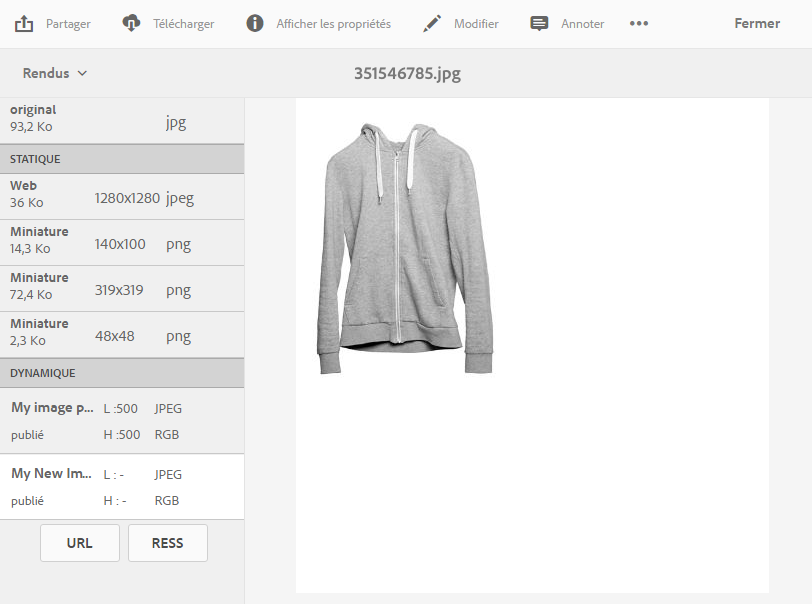 Partager Télécharger Afficher les propriétés Modifier Annoter Fermer
Rendus 351546785.jpg
original
93,2 Ko jpg
STATIQUE
Web
36 Ko 1280x1280 jpeg
Miniature
14,3 Ko 140x100 png
Miniature
72,4 Ko 319x319 png
Miniature
2,3 Ko 48x48 png
DYNAMIQUE
My image p... L :500 JPEG
publié H :500 RGB
My New Im... L : - JPEG
publié H : - RGB
URL RESS